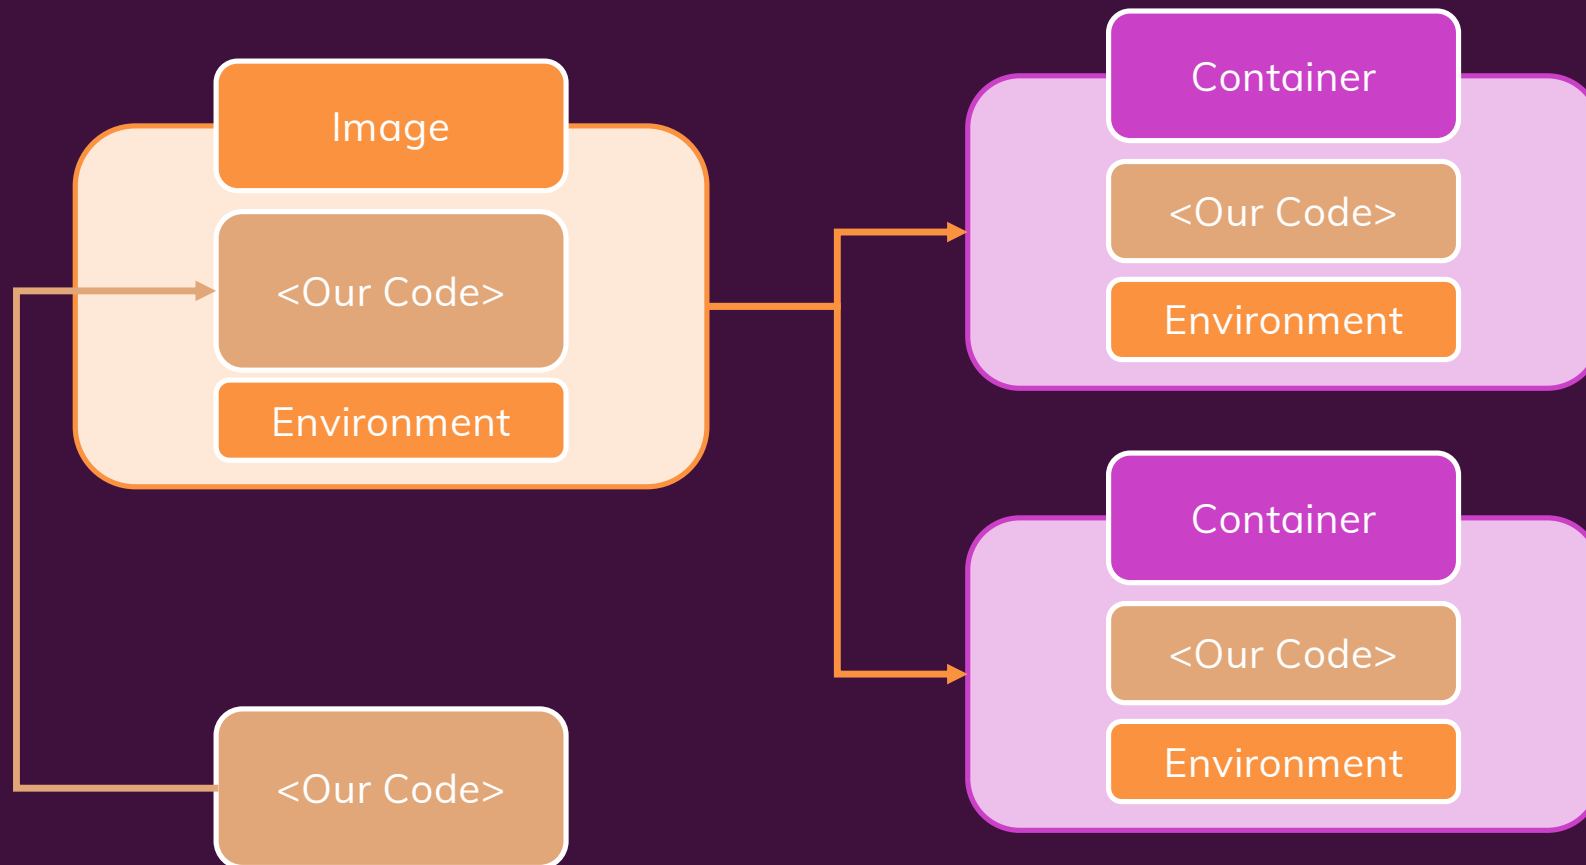 Image
<Our Code>
Environment
<Our Code>
Container
<Our Code>
Environment
Container
<Our Code>
Environment